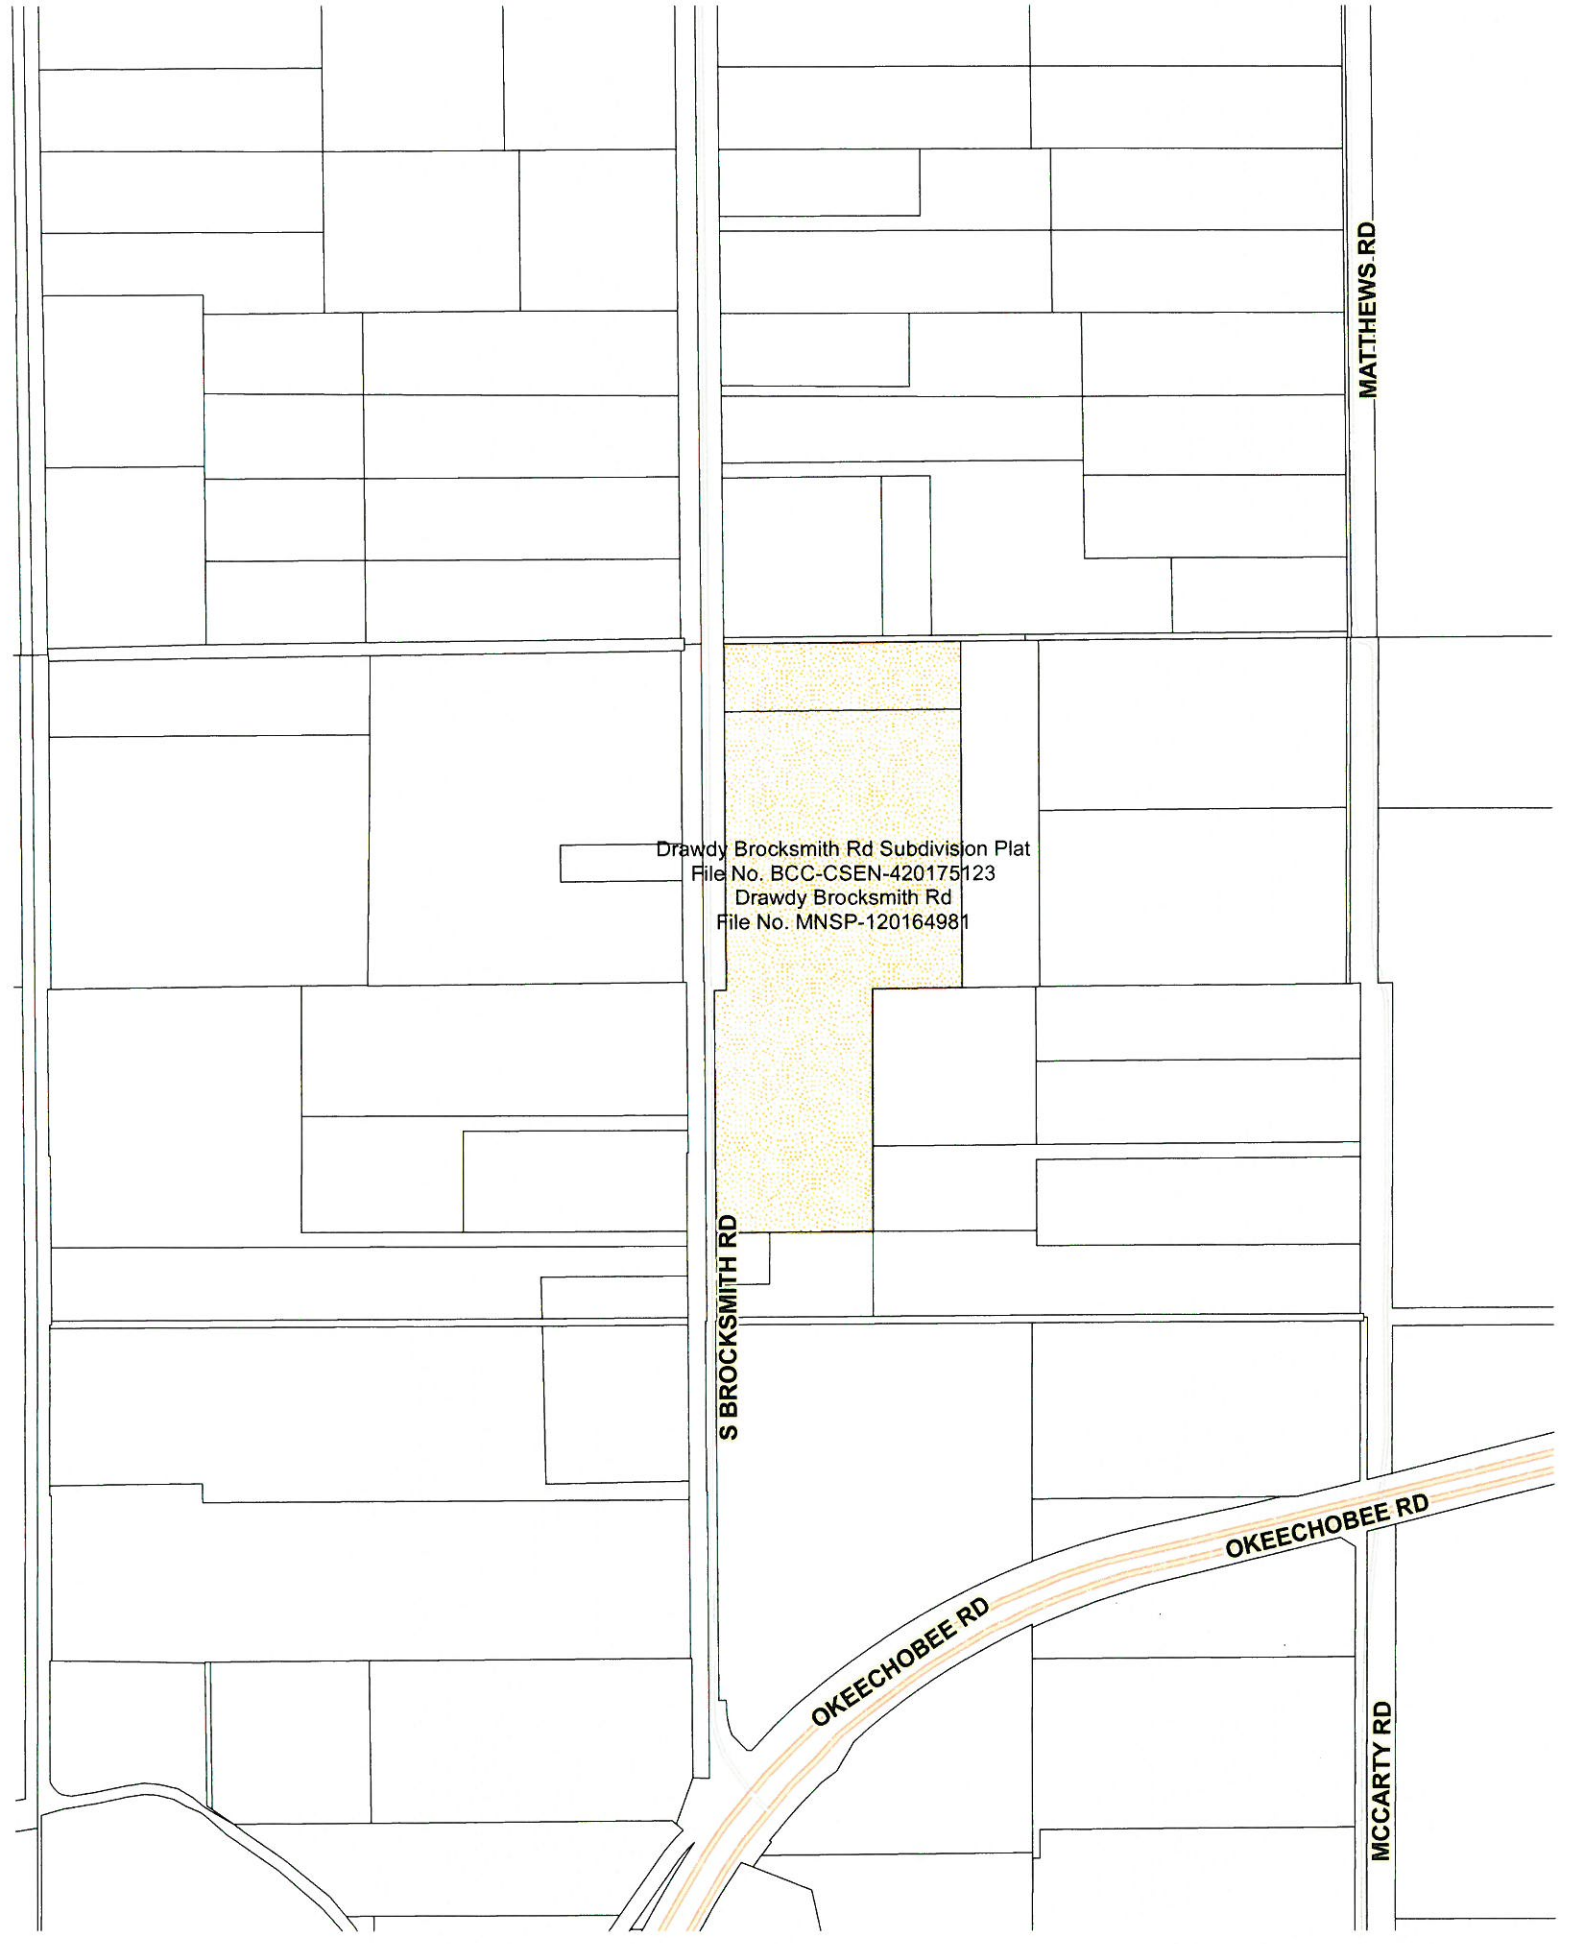 MATTHEWS RD
Drawdy Brocksmith Rd Subdivision Plat
File No. BCC-CSEN-420175123
Drawdy Brocksmith Rd
File No. MNSP-120164981
S BROCKSMITH RD
OKEECHOBEE RD
OKEECHOBEE RD
MCCARTY RD